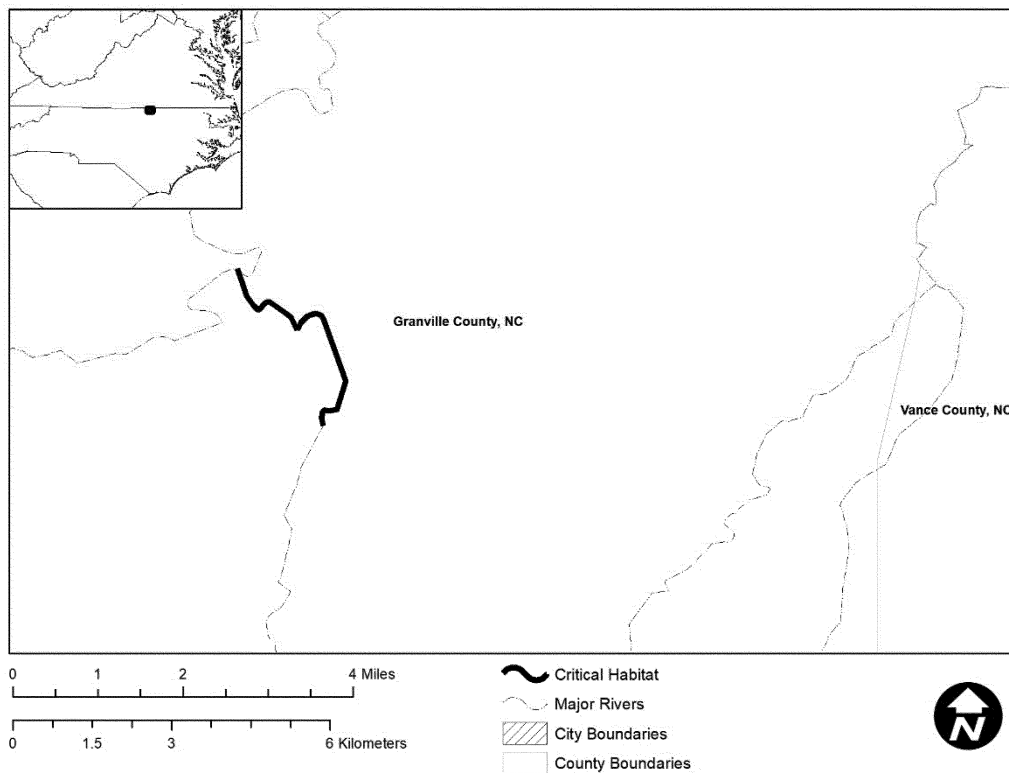 Granville County, NC
Vance County, NC
0 1 2 4 Miles
0 1.5 3 6 Kilometers
Critical Habitat
Major Rivers
City Boundaries
County Boundaries
N